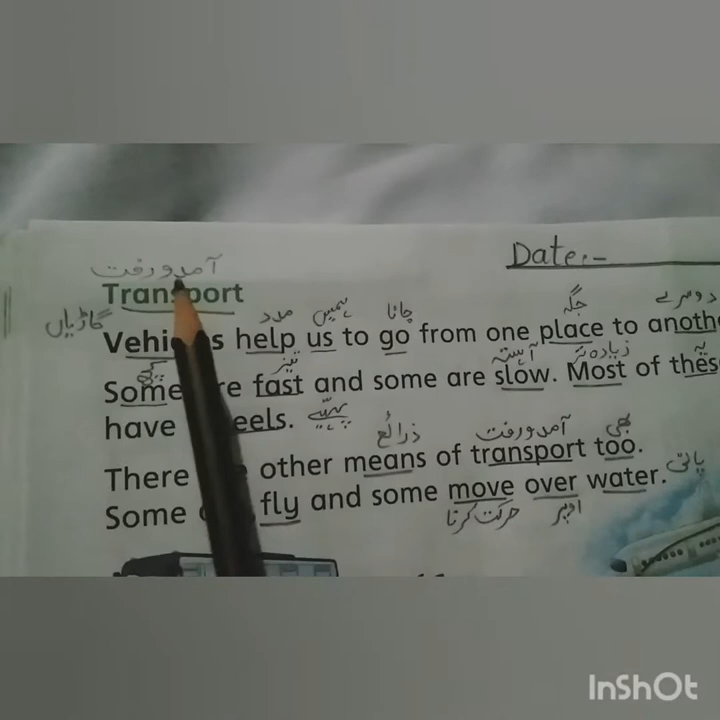 Date:-
آمدورفت
Transport
گاڑیاں مدد ہمیں جانا جگہ دوسرے
Vehi s help us to go from one place to anoth
کچھ تیز آہستہ زیادہ تر یہ
Some re fast and some are slow. Most of thes
have eels. پہیے
ذرائع آمدورفت بھی
There other means of transport too.
Some fly and some move over water. پانی
حرکت کرنا اوپر
InShOt